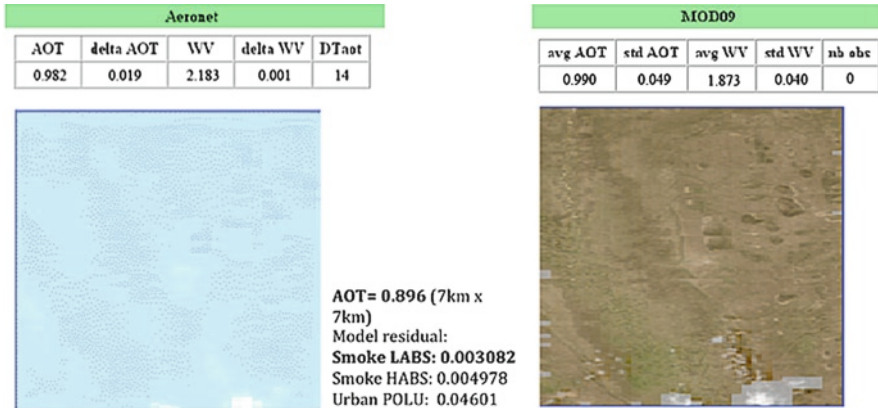 Aeronet
AOT delta AOT WV delta WV DTaot
0.982 0.019 2.183 0.001 14
MOD09
avg AOT std AOT avg WV std WV nb obs
0.990 0.049 1.873 0.040 0
AOT= 0.896 (7km x
7km)
Model residual:
Smoke LABS: 0.003082
Smoke HABS: 0.004978
Urban POLU: 0.04601